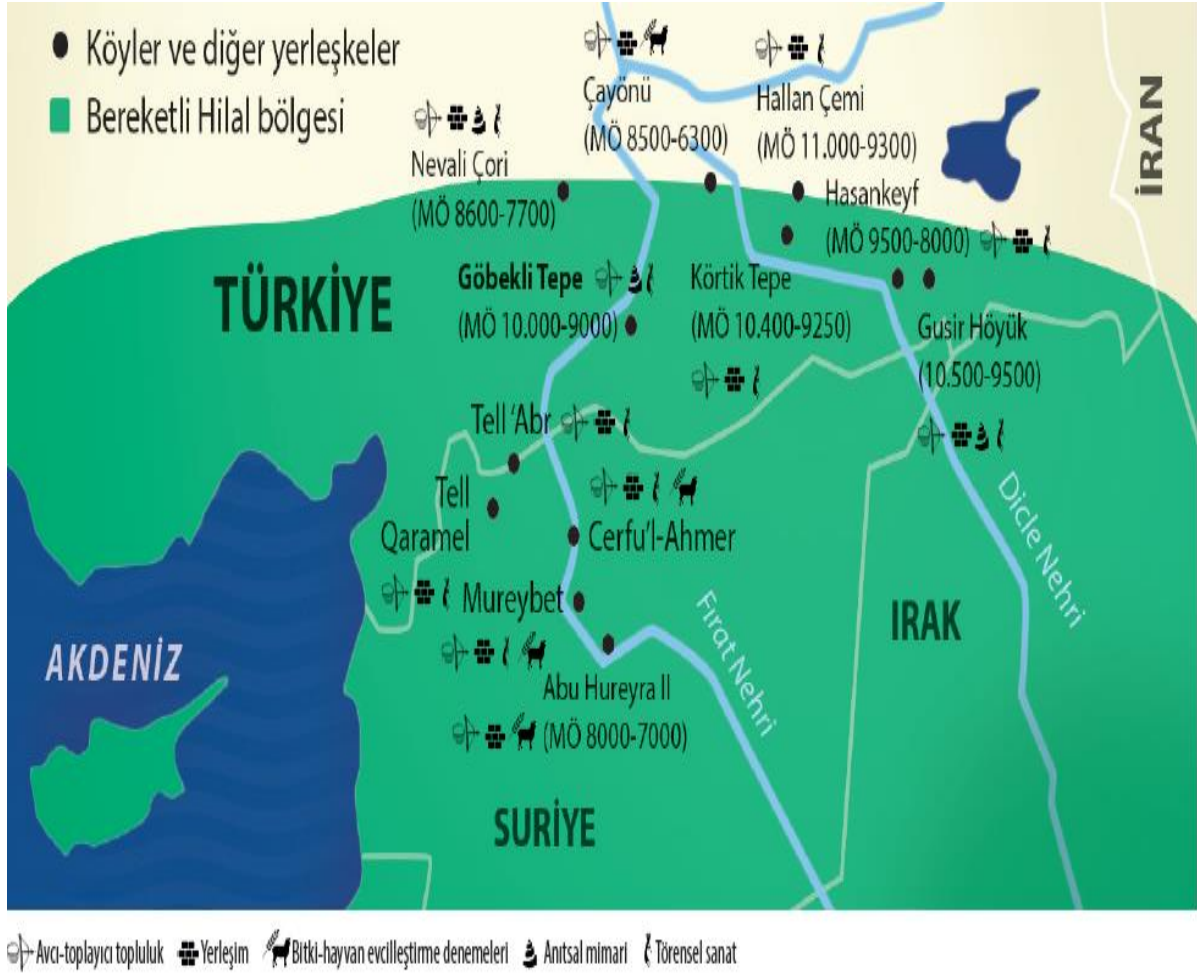 Köyler ve diğer yerleşkeler
Bereketli Hilal bölgesi
Çayönü
(MÖ 8500-6300)
Hallan Çemi
(MÖ 11.000-9300)
İRAN
Nevali Çori
(MÖ 8600-7700)
Hasankeyf
(MÖ 9500-8000)
TÜRKİYE
Göbekli Tepe
(MÖ 10.000-9000)
Körtik Tepe
(MÖ 10.400-9250)
Gusir Höyük
(10.500-9500)
Tell 'Abr
Tell
Qaramel
Cerfu'l-Ahmer
Mureybet
Dicle Nehri
Fırat Nehri
IRAK
AKDENİZ
Abu Hureyra II
(MÖ 8000-7000)
SURİYE
Avcı-toplayıcı topluluk Yerleşim Bitki-hayvan evcilleştirme denemeleri Anıtsal mimari Törensel sanat